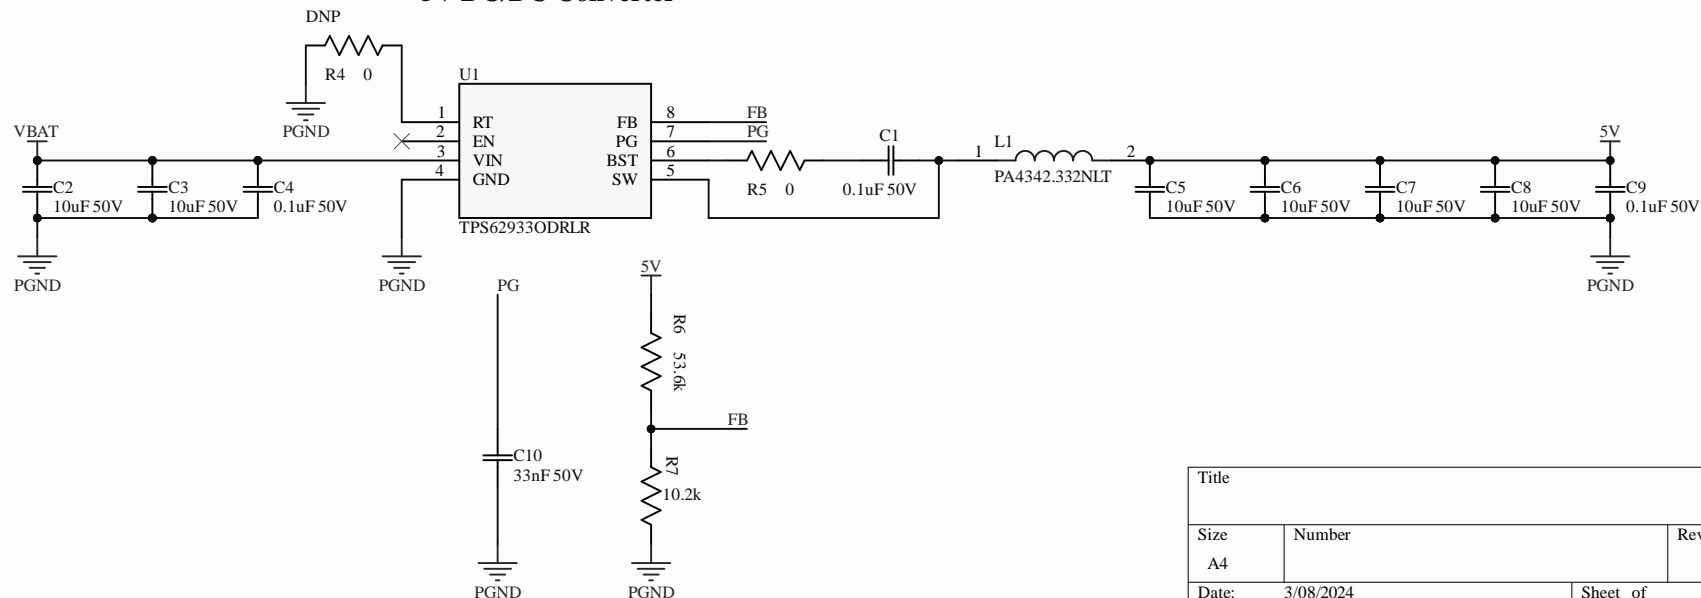 DNP
R4 0
PGND
U1
1 RT
2 EN
3 VIN
4 GND
FB 8 FB
PG 7 PG
BST 6
SW 5
TPS62933ODRLR
VBAT
C2
10uF 50V
C3
10uF 50V
C4
0.1uF 50V
PGND
PGND
R5 0
C1
0.1uF 50V
1 L1 2
PA4342.332NLT
5V
C5
10uF 50V
C6
10uF 50V
C7
10uF 50V
C8
10uF 50V
C9
0.1uF 50V
PGND
PG
C10
33nF 50V
PGND
5V
R6 53.6k
FB
R7
10.2k
PGND
Title
Size
A4
Number
Rev
Date: 3/08/2024
Sheet of